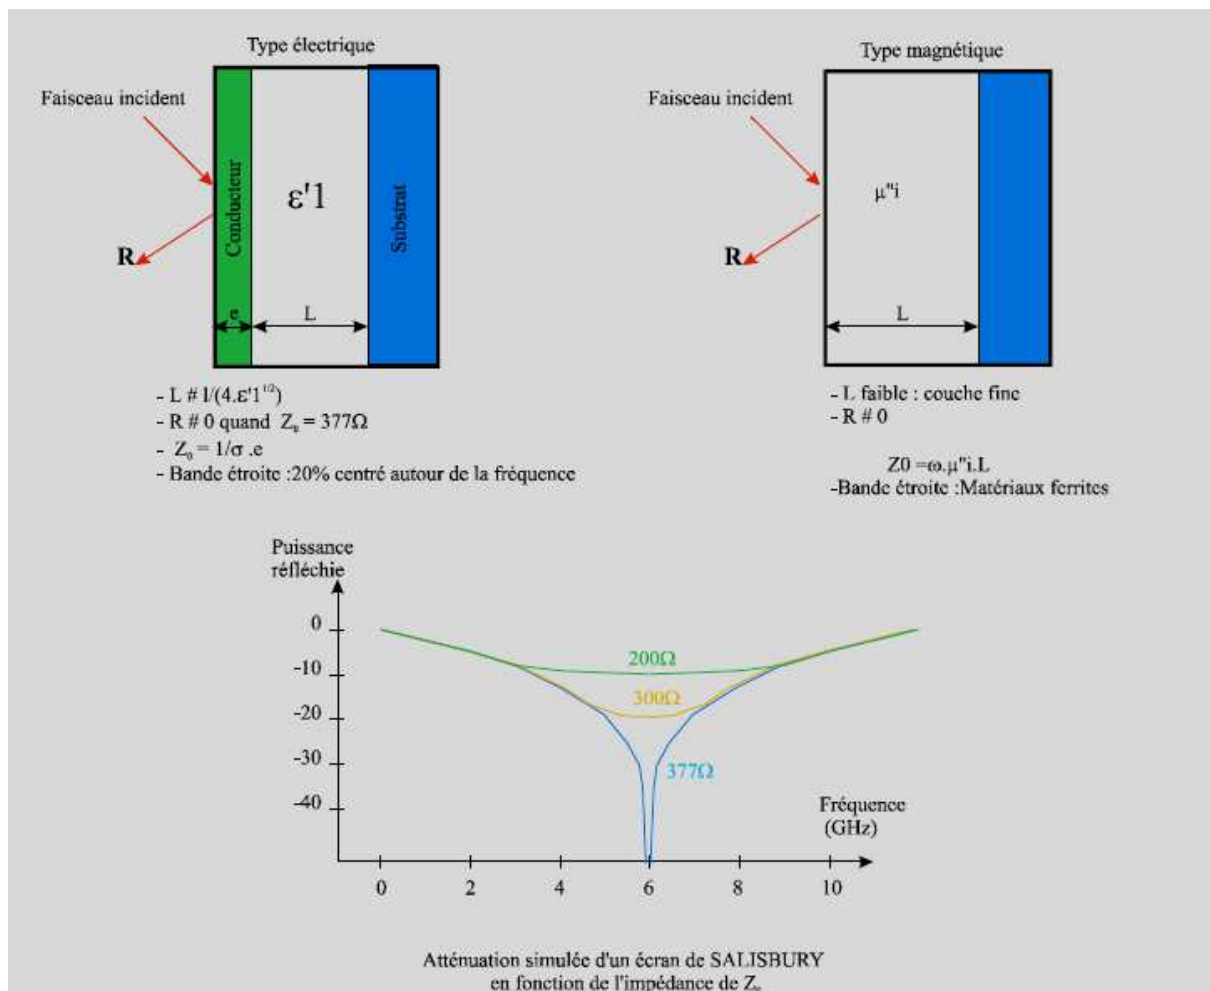 Type électrique
Type magnétique
Faisceau incident
Faisceau incident
Conducteur
ε'1
Substrat
μ"i
R
R
σ
L
L
- L # l/(4.ε'1^1/2)
- R # 0 quand Z₀ = 377Ω
- Z₀ = 1/σ .e
- Bande étroite :20% centré autour de la fréquence
- L faible : couche fine
- R # 0
Z0 =ω.μ"i.L
-Bande étroite :Matériaux ferrites
Puissance
réfléchie
0
-10
-20
-30
-40
200Ω
300Ω
377Ω
Fréquence
(GHz)
0 2 4 6 8 10
Atténuation simulée d'un écran de SALISBURY
en fonction de l'impédance de Z₀